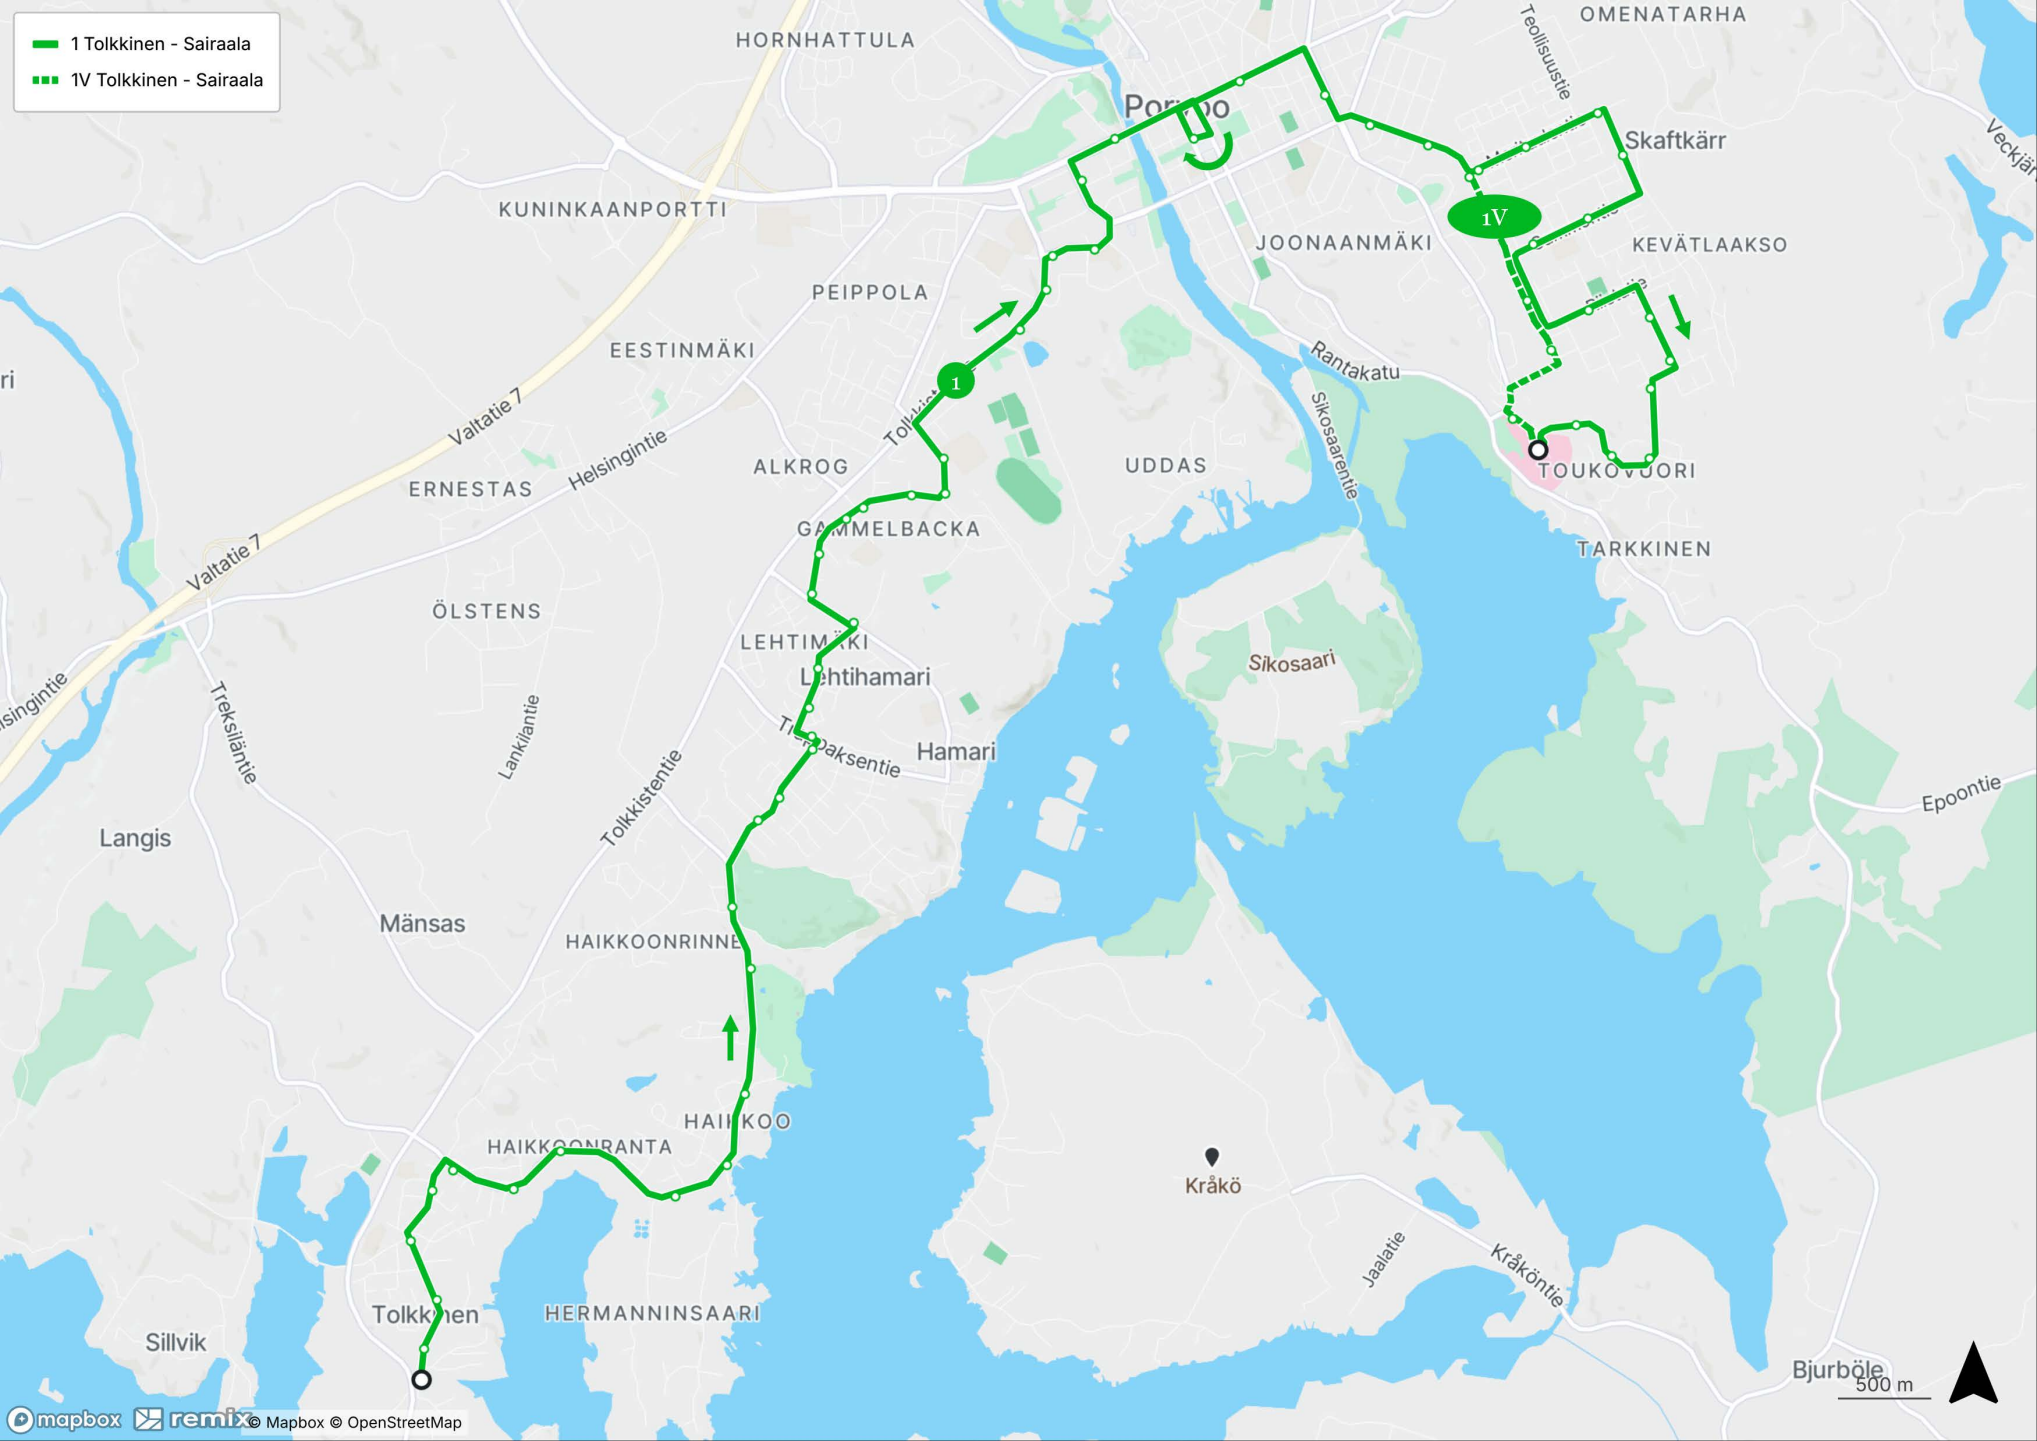 1 Tolkkinen - Sairaala
1V Tolkkinen - Sairaala
HORNHATTULA
OMENATARHA
Teollisuustie
Skaftkärr
KUNINKAANPORTTI
1V
JOONAANMÄKI
KEVÄTLAAKSO
PEIPPOLA
EESTINMÄKI
Rantakatu
1
Valtatie 7
Helsingintie
Sikosaarentie
ALKROG
UDDAS
TOUKOVUORI
ERNESTAS
GAMMELBACKA
TARKKINEN
Valtatie 7
ÖLSTENS
LEHTIMÄKI
Sikosaari
Lehtihamari
Treksiläntie
Lankilantie
Hamari
Tolkkistentie
Epoontie
Langis
Mänsas
HAIKKOONRINNE
HAIKKOO
HAIKKOONRANTA
Kråkö
Jaalatie
Kråköntie
Tolkkinen
HERMANNINSAARI
Sillvik
Bjurböle
500 m
mapbox remix © Mapbox © OpenStreetMap